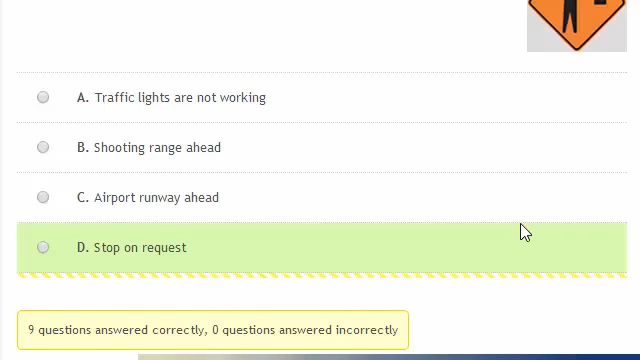 A. Traffic lights are not working
B. Shooting range ahead
C. Airport runway ahead
D. Stop on request
9 questions answered correctly, 0 questions answered incorrectly